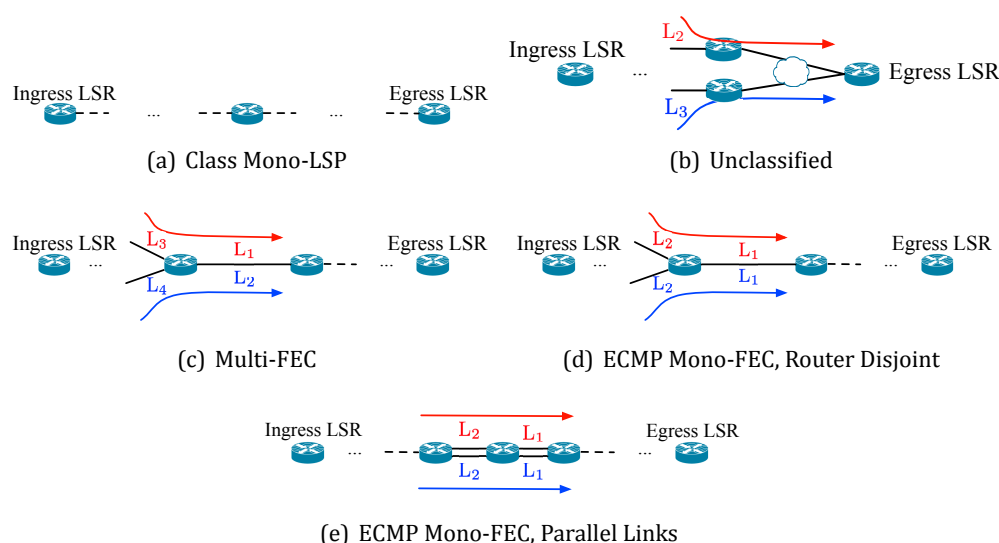 Ingress LSR
...
...
Egress LSR
(a) Class Mono-LSP
Ingress LSR
...
L2
L3
Egress LSR
(b) Unclassified
Ingress LSR
...
L3
L1
L4
L2
...
Egress LSR
(c) Multi-FEC
Ingress LSR
...
L2
L1
L2
L1
...
Egress LSR
(d) ECMP Mono-FEC, Router Disjoint
Ingress LSR
...
L2
L1
L2
L1
...
Egress LSR
(e) ECMP Mono-FEC, Parallel Links